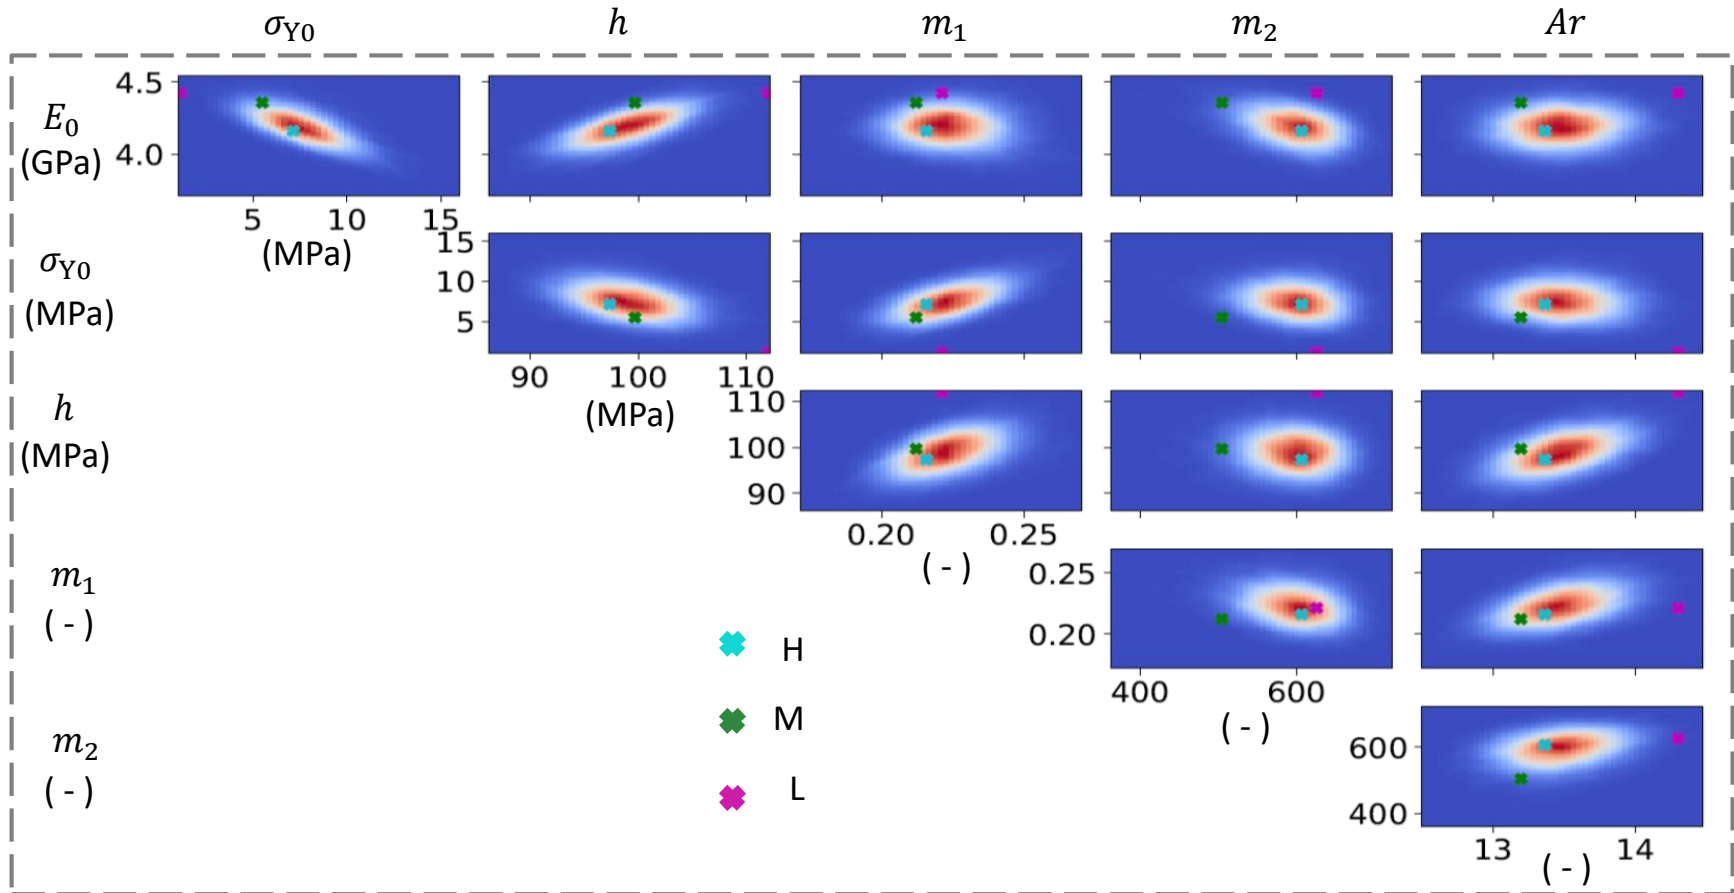 σY0 h m1 m2 Ar
E0
(GPa)
4.5
4.0
5 10 15
(MPa)
σY0
(MPa)
15
10
5
90 100 110
(MPa)
h
(MPa)
110
100
90
0.20 0.25
( - )
m1
( - )
0.25
0.20
400 600
( - )
m2
( - )
600
400
13 14
( - )
H
M
L